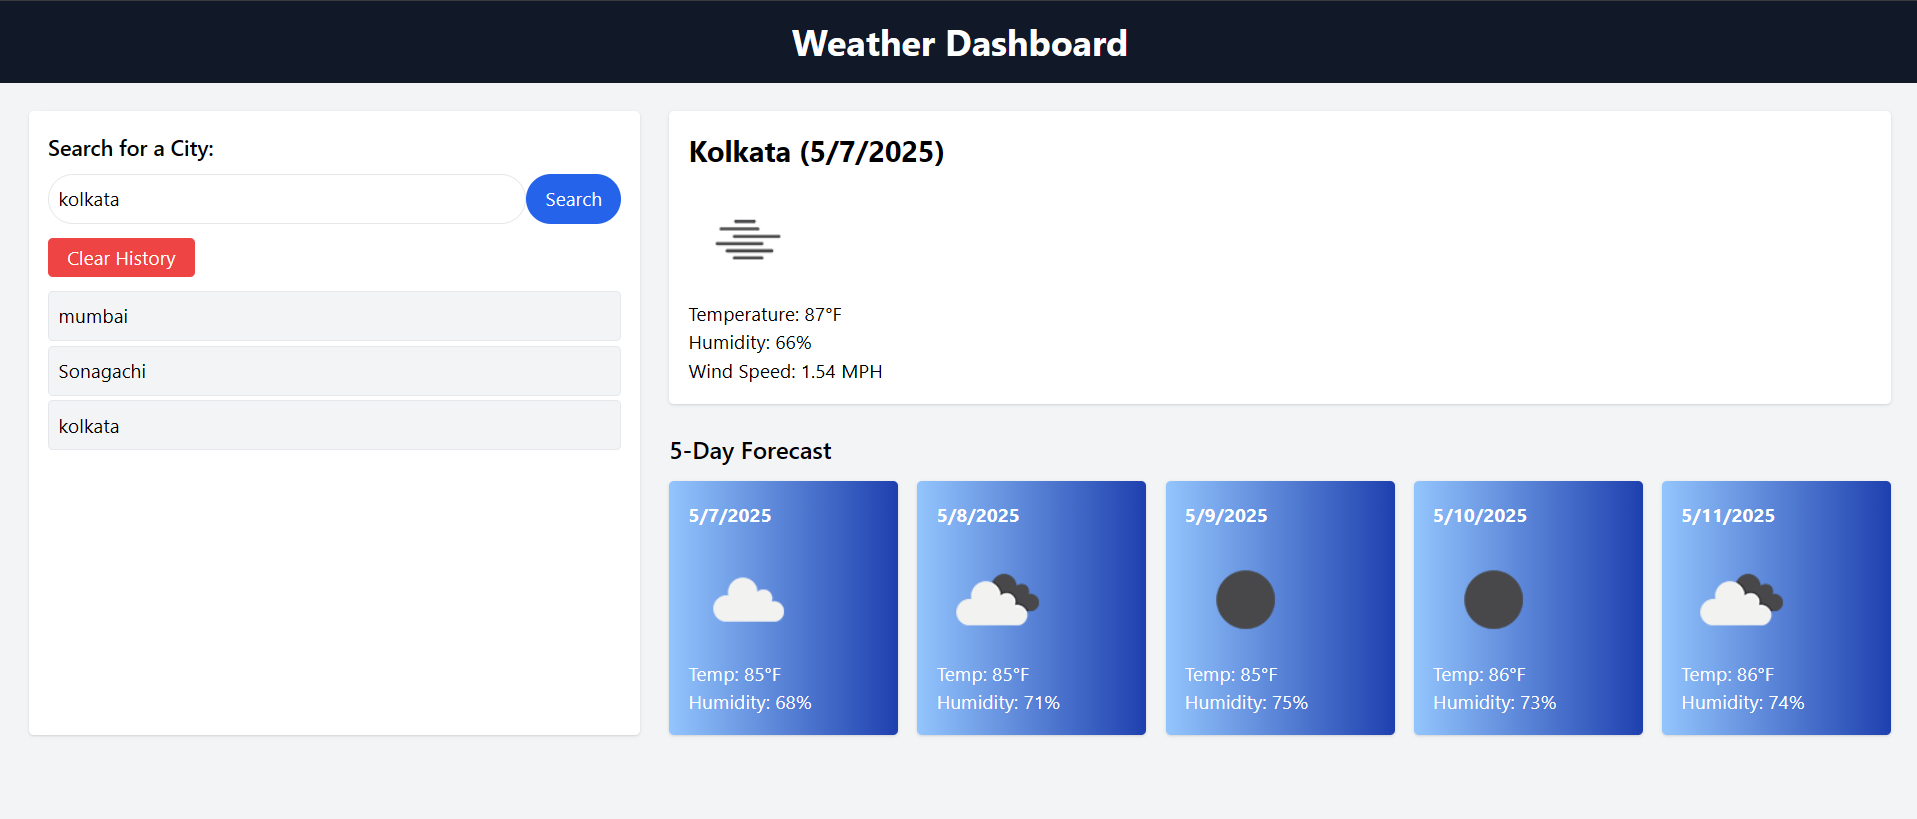 Weather Dashboard
Search for a City:
kolkata
Search
Clear History
mumbai
Sonagachi
kolkata
Kolkata (5/7/2025)
Temperature: 87°F
Humidity: 66%
Wind Speed: 1.54 MPH
5-Day Forecast
5/7/2025
Temp: 85°F
Humidity: 68%
5/8/2025
Temp: 85°F
Humidity: 71%
5/9/2025
Temp: 85°F
Humidity: 75%
5/10/2025
Temp: 86°F
Humidity: 73%
5/11/2025
Temp: 86°F
Humidity: 74%